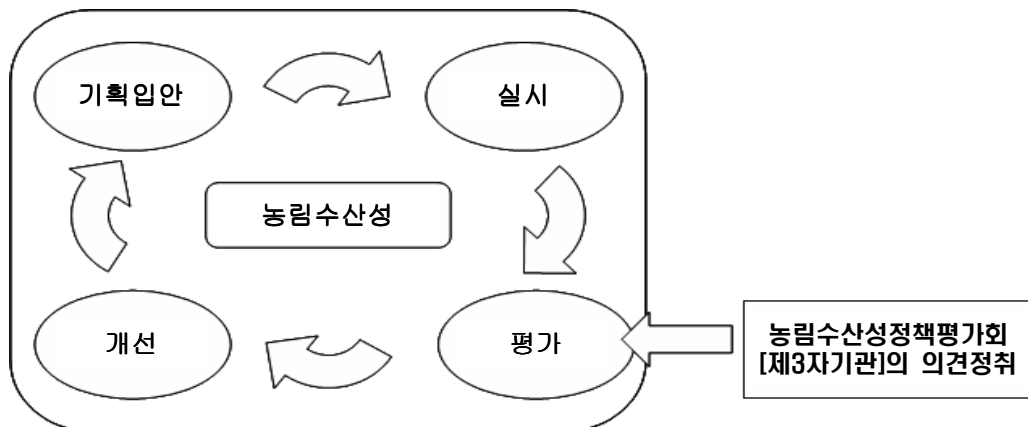 기획입안
실시
농림수산성
개선
평가
농림수산성정책평가회
[제3자기관]의 의견정취